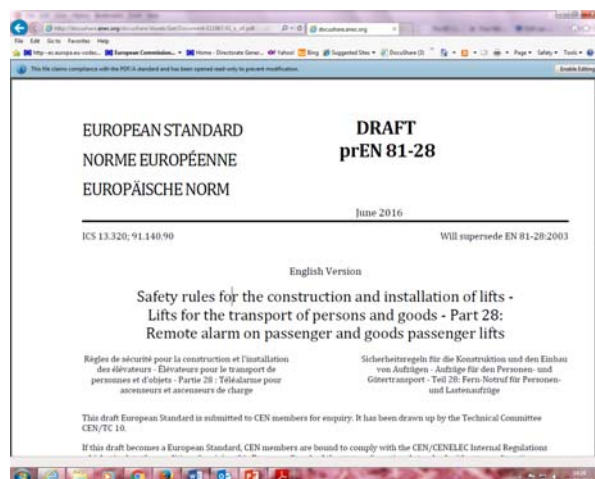 File Edit Goto Favorites Help
This file claims compliance with the PDF/A standard and has been opened read-only to prevent modification.
Enable Editing
EUROPEAN STANDARD
NORME EUROPÉENNE
EUROPÄISCHE NORM
DRAFT
prEN 81-28
June 2016
ICS 13.320; 91.140.90
Will supersede EN 81-28:2003
English Version
Safety rules for the construction and installation of lifts -
Lifts for the transport of persons and goods - Part 28:
Remote alarm on passenger and goods passenger lifts
Règles de sécurité pour la construction et l'installation
des élévateurs - Élévateurs pour le transport de
personnes et d'objets - Partie 28 : Téléalarme pour
ascenseurs et ascenseurs de charge
Sicherheitsregeln für die Konstruktion und den Einbau
von Aufzügen - Aufzüge für den Personen- und
Gütertransport - Teil 28: Fern-Notruf für Personen-
und Lastenaufzüge
This draft European Standard is submitted to CEN members for enquiry. It has been drawn up by the Technical Committee
CEN/TC 10.
If this draft becomes a European Standard, CEN members are bound to comply with the CEN/CENELEC Internal Regulations